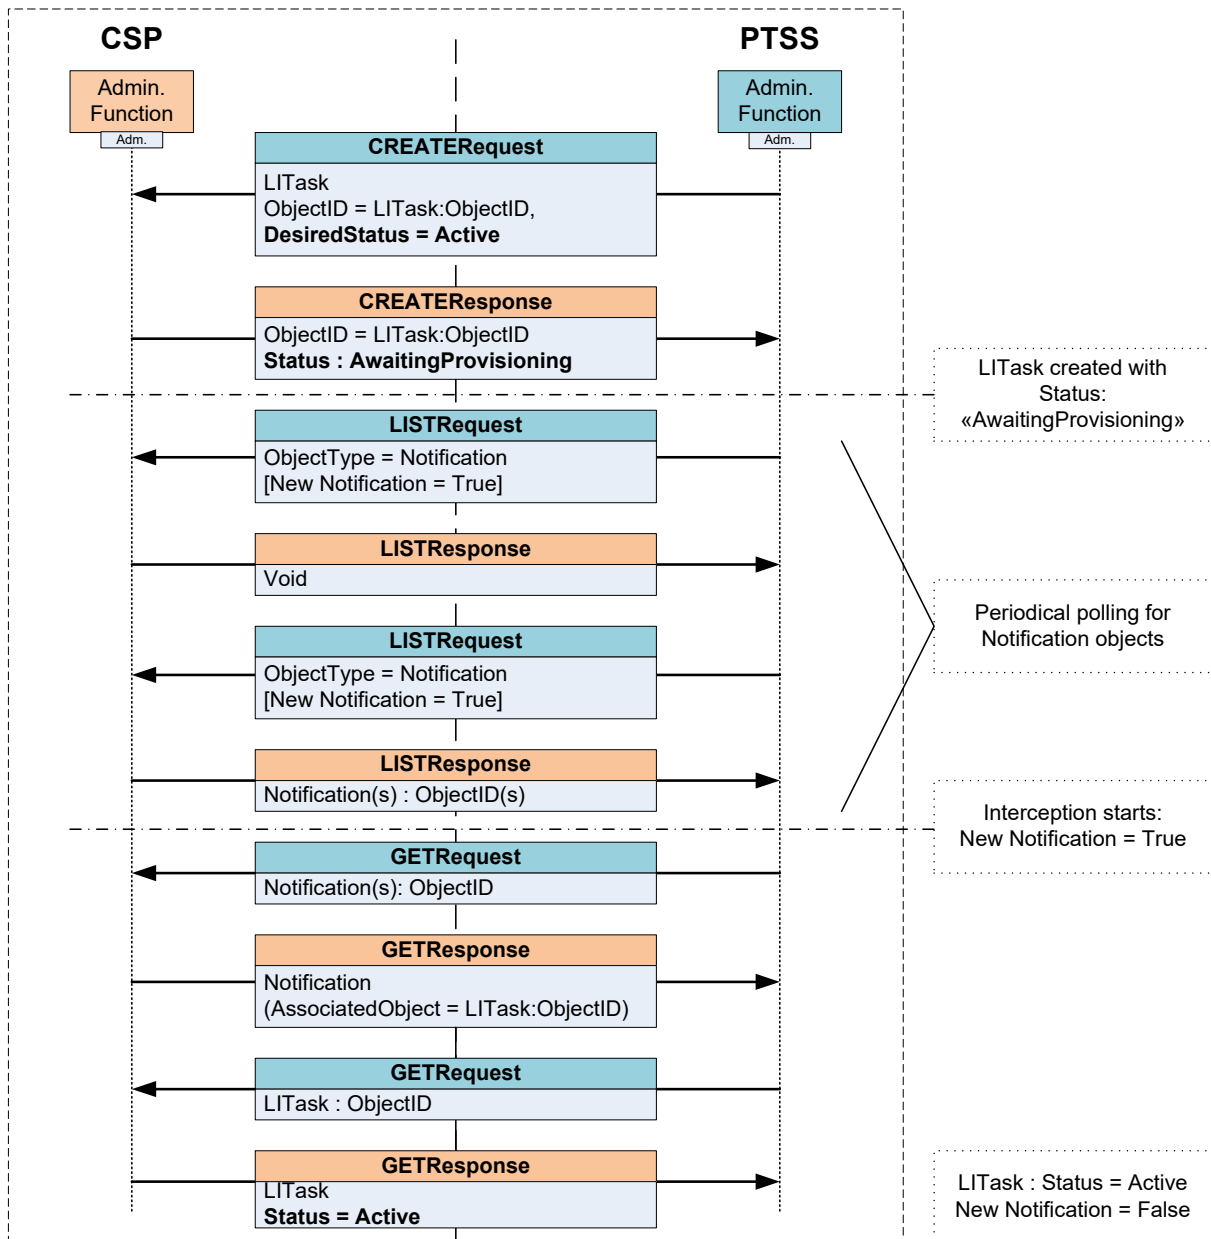 CSP
PTSS
Admin.
Function
Adm.
Admin.
Function
Adm.
CREATERequest
LITask
ObjectID = LITask:ObjectID,
DesiredStatus = Active
CREATEResponse
ObjectID = LITask:ObjectID
Status : AwaitingProvisioning
LITask created with
Status:
«AwaitingProvisioning»
LISTRequest
ObjectType = Notification
[New Notification = True]
LISTResponse
Void
Periodical polling for
Notification objects
LISTRequest
ObjectType = Notification
[New Notification = True]
LISTResponse
Notification(s) : ObjectID(s)
Interception starts:
New Notification = True
GETRequest
Notification(s): ObjectID
GETResponse
Notification
(AssociatedObject = LITask:ObjectID)
GETRequest
LITask : ObjectID
GETResponse
LITask
Status = Active
LITask : Status = Active
New Notification = False